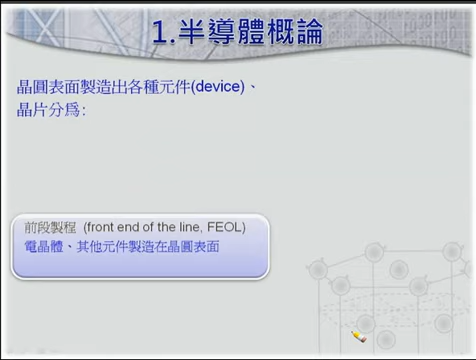 1.半導體概論
晶圓表面製造出各種元件(device)、
晶片分為:
前段製程 (front end of the line, FEOL)
電晶體、其他元件製造在晶圓表面